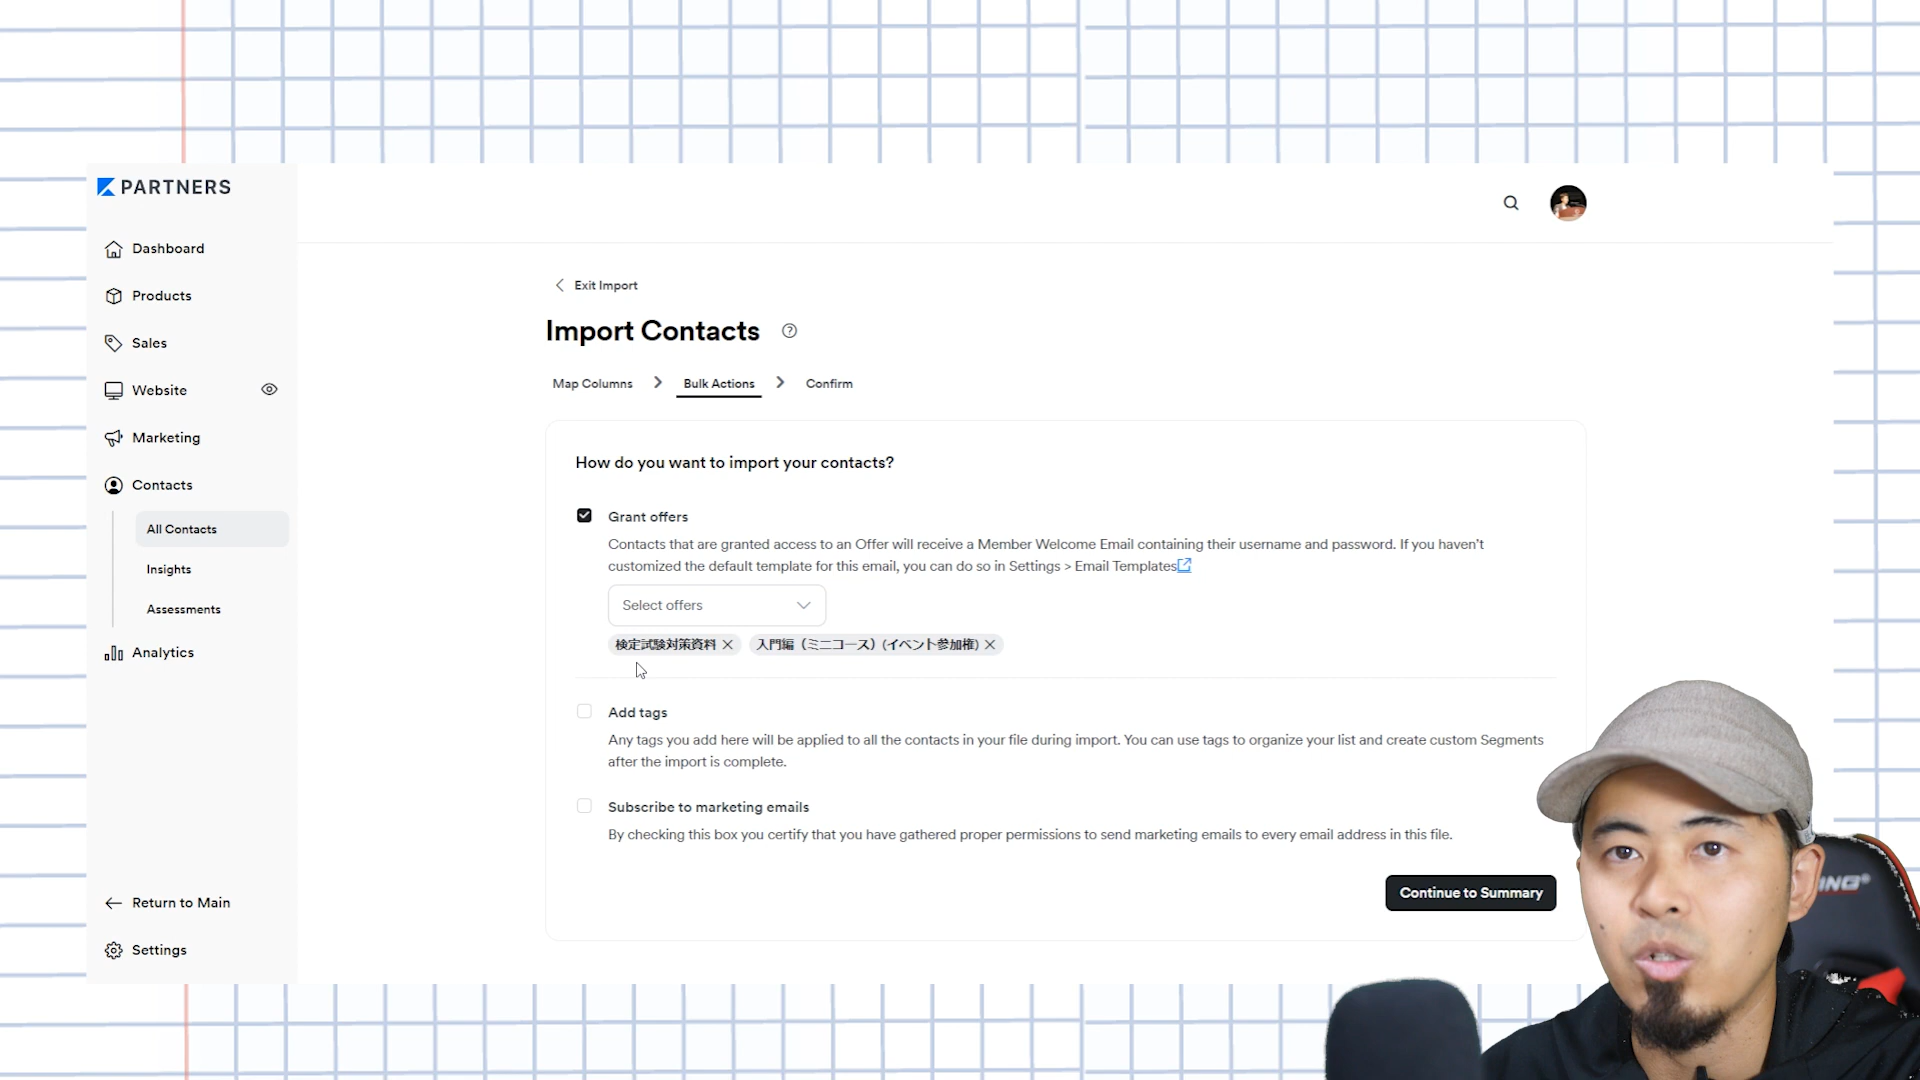 PARTNERS
Dashboard
Products
Sales
Website
Marketing
Contacts
All Contacts
Insights
Assessments
Analytics
Return to Main
Settings
Exit Import
Import Contacts
Map Columns
Bulk Actions
Confirm
How do you want to import your contacts?
Grant offers
Contacts that are granted access to an Offer will receive a Member Welcome Email containing their username and password. If you haven't
customized the default template for this email, you can do so in Settings > Email Templates
Select offers
検定試験対策資料
入門編（ミニコース）(イベント参加権)
Add tags
Any tags you add here will be applied to all the contacts in your file during import. You can use tags to organize your list and create custom Segments
after the import is complete.
Subscribe to marketing emails
By checking this box you certify that you have gathered proper permissions to send marketing emails to every email address in this file.
Continue to Summary